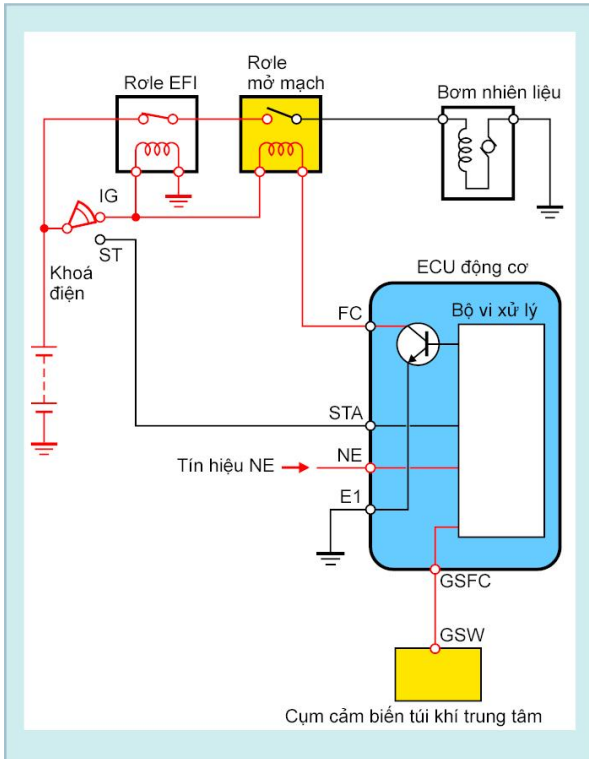 Rơle
mở mạch
Rơle EFI
Bơm nhiên liệu
IG
ST
Khoá
điện
ECU động cơ
Bộ vi xử lý
FC
STA
NE
Tín hiệu NE
E1
GSFC
GSW
Cụm cảm biến túi khí trung tâm